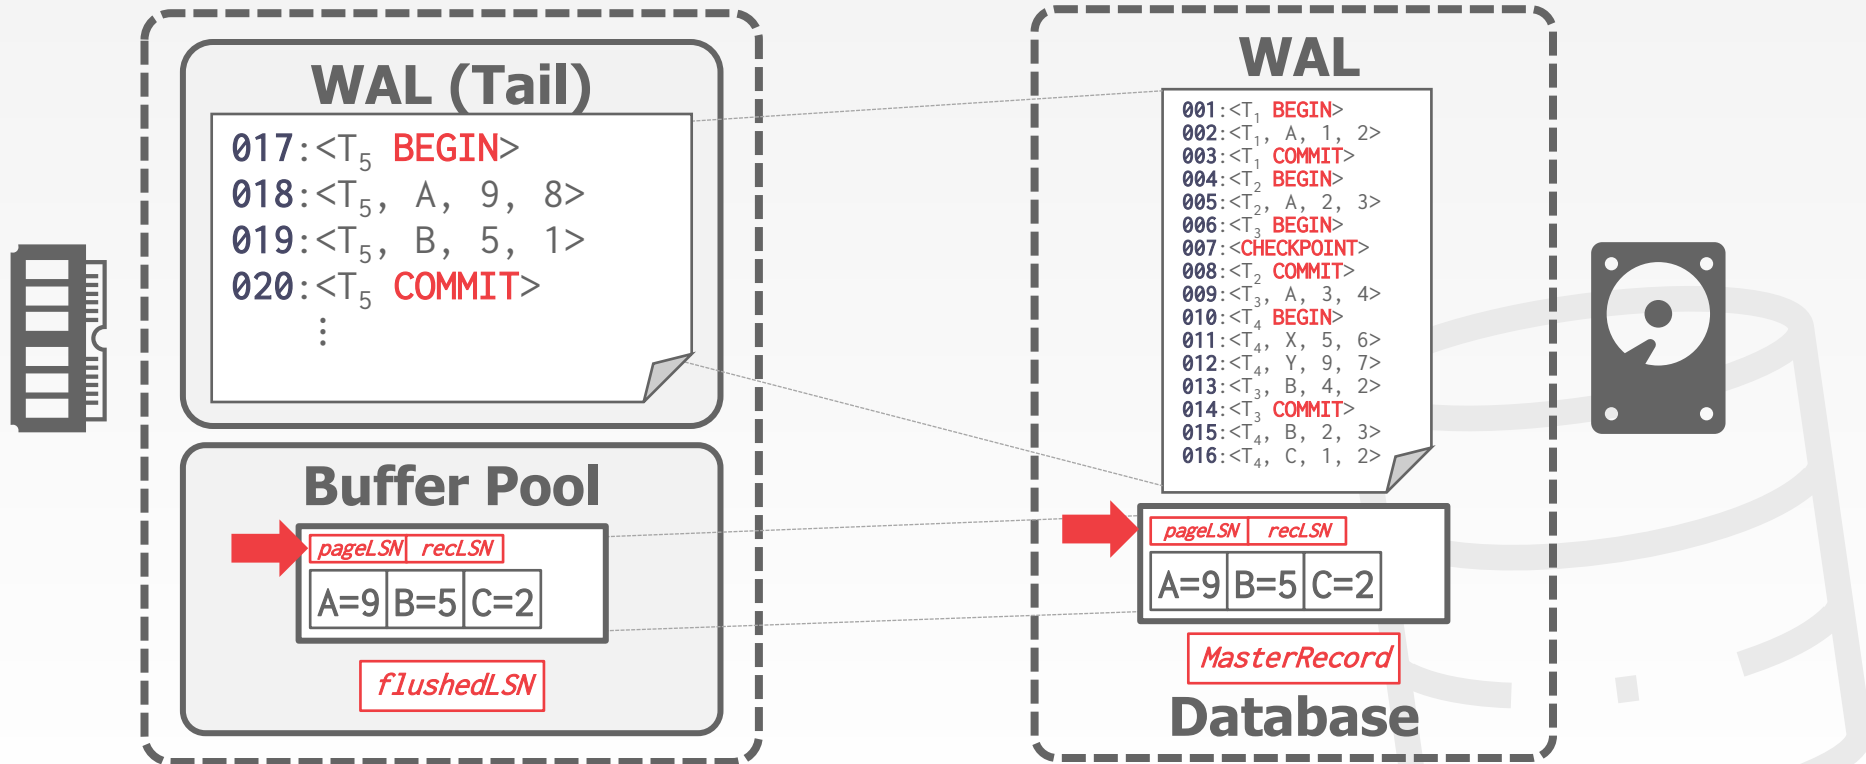 WAL (Tail)
017:<T5 BEGIN>
018:<T5, A, 9, 8>
019:<T5, B, 5, 1>
020:<T5 COMMIT>
⋮
Buffer Pool
pageLSN recLSN
A=9 B=5 C=2
flushedLSN
WAL
001:<T1 BEGIN>
002:<T1, A, 1, 2>
003:<T1 COMMIT>
004:<T2 BEGIN>
005:<T2, A, 2, 3>
006:<T3 BEGIN>
007:<CHECKPOINT>
008:<T2 COMMIT>
009:<T3, A, 3, 4>
010:<T4 BEGIN>
011:<T4, X, 5, 6>
012:<T4, Y, 9, 7>
013:<T3, B, 4, 2>
014:<T3 COMMIT>
015:<T4, B, 2, 3>
016:<T4, C, 1, 2>
pageLSN recLSN
A=9 B=5 C=2
MasterRecord
Database